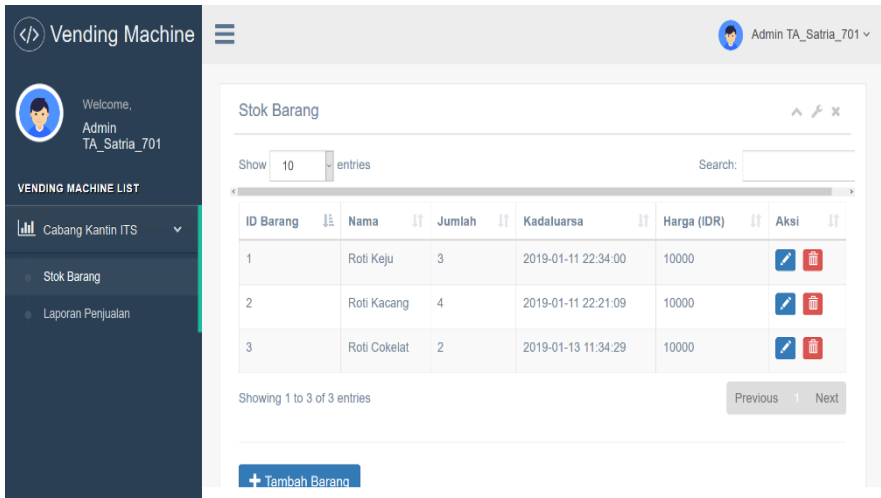 </> Vending Machine
Admin TA_Satria_701
Welcome,
Admin
TA_Satria_701
VENDING MACHINE LIST
Cabang Kantin ITS
Stok Barang
Laporan Penjualan
Stok Barang
Show 10 entries
Search:
ID Barang Nama Jumlah Kadaluarsa Harga (IDR) Aksi
1 Roti Keju 3 2019-01-11 22:34:00 10000
2 Roti Kacang 4 2019-01-11 22:21:09 10000
3 Roti Cokelat 2 2019-01-13 11:34:29 10000
Showing 1 to 3 of 3 entries
Previous 1 Next
Tambah Barang